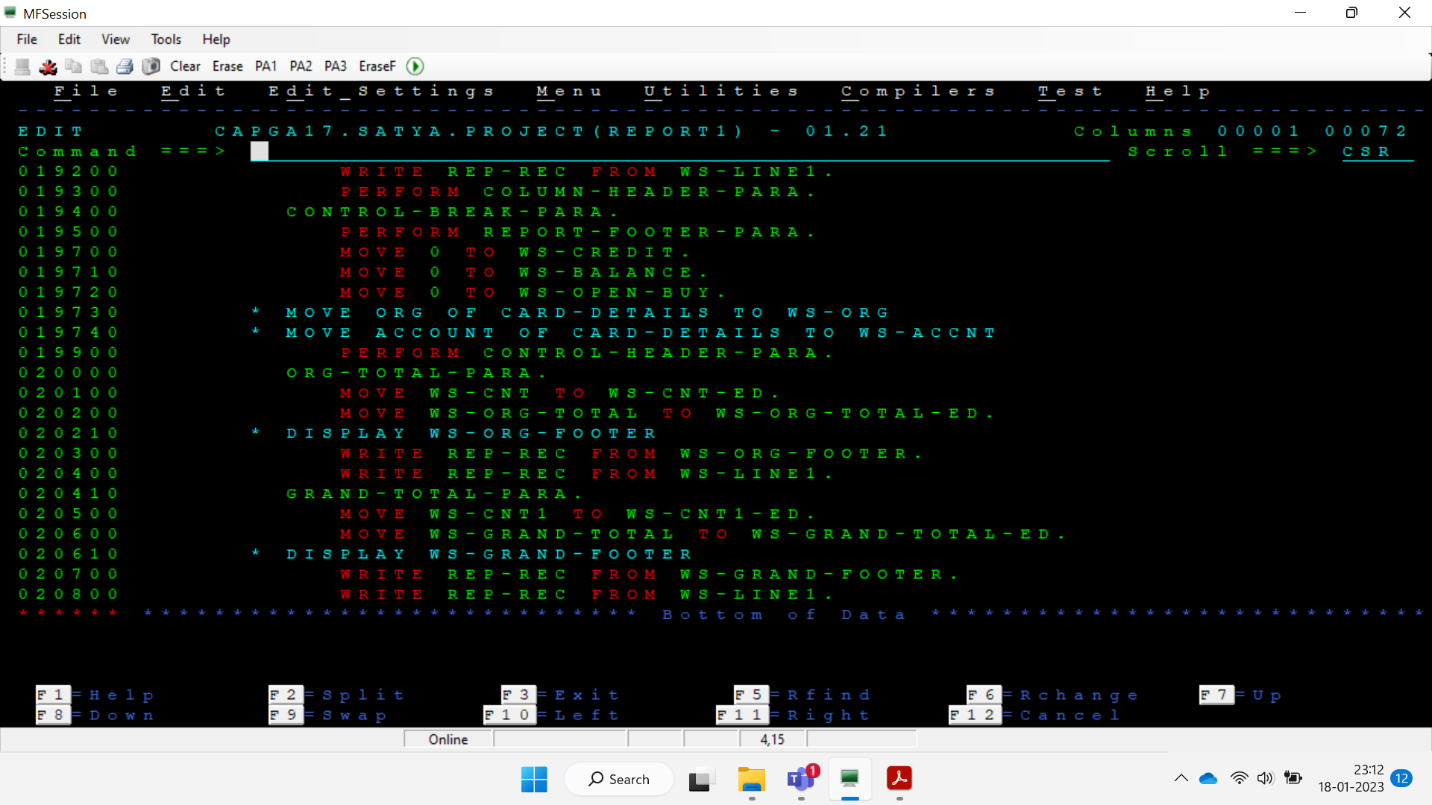 MFSession
File Edit View Tools Help
Clear Erase PA1 PA2 PA3 EraseF
File Edit Edit_Settings Menu Utilities Compilers Test Help
EDIT CAPGA17.SATYA.PROJECT(REPORT1) - 01.21 Columns 00001 00072
Command ===> Scroll ===> CSR
019200 WRITE REP-REC FROM WS-LINE1.
019300 PERFORM COLUMN-HEADER-PARA.
019400 CONTROL-BREAK-PARA.
019500 PERFORM REPORT-FOOTER-PARA.
019700 MOVE 0 TO WS-CREDIT.
019710 MOVE 0 TO WS-BALANCE.
019720 MOVE 0 TO WS-OPEN-BUY.
019730 * MOVE ORG OF CARD-DETAILS TO WS-ORG
019740 * MOVE ACCOUNT OF CARD-DETAILS TO WS-ACCNT
019900 PERFORM CONTROL-HEADER-PARA.
020000 ORG-TOTAL-PARA.
020100 MOVE WS-CNT TO WS-CNT-ED.
020200 MOVE WS-ORG-TOTAL TO WS-ORG-TOTAL-ED.
020210 * DISPLAY WS-ORG-FOOTER
020300 WRITE REP-REC FROM WS-ORG-FOOTER.
020400 WRITE REP-REC FROM WS-LINE1.
020410 GRAND-TOTAL-PARA.
020500 MOVE WS-CNT1 TO WS-CNT1-ED.
020600 MOVE WS-GRAND-TOTAL TO WS-GRAND-TOTAL-ED.
020610 * DISPLAY WS-GRAND-FOOTER
020700 WRITE REP-REC FROM WS-GRAND-FOOTER.
020800 WRITE REP-REC FROM WS-LINE1.
****** **************************** Bottom of Data ****************************
F1=Help F2=Split F3=Exit F5=Rfind F6=Rchange F7=Up
F8=Down F9=Swap F10=Left F11=Right F12=Cancel
Online 4,15
Search 1 23:12
18-01-2023 12